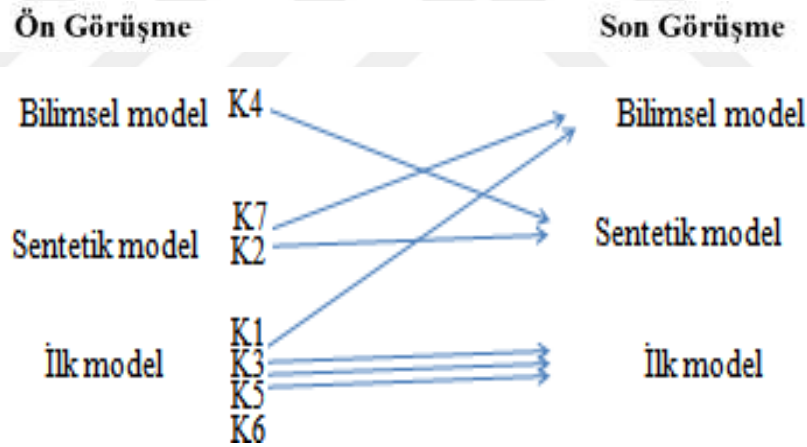 Ön Görüşme Son Görüşme
Bilimsel model K4 Bilimsel model
K7
Sentetik model K2 Sentetik model
K1
İlk model K3 İlk model
K5
K6